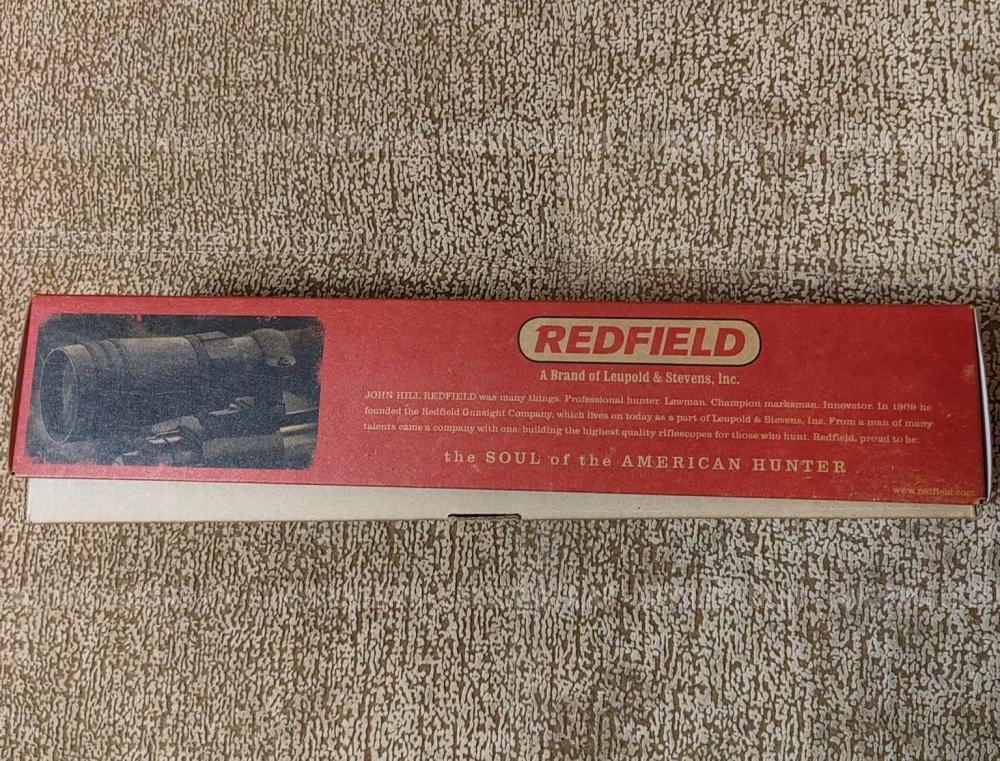 REDFIELD
A Brand of Leupold & Stevens, Inc.
JOHN HILL REDFIELD was many things. Professional hunter. Lawman. Champion marksman. Innovator. In 1909 he
founded the Redfield Gunsight Company, which lives on today as a part of Leupold & Stevens, Inc. From a man of many
talents came a company with one: building the highest quality riflescopes for those who hunt. Redfield, proud to be:
the SOUL of the AMERICAN HUNTER
www.redfield.com